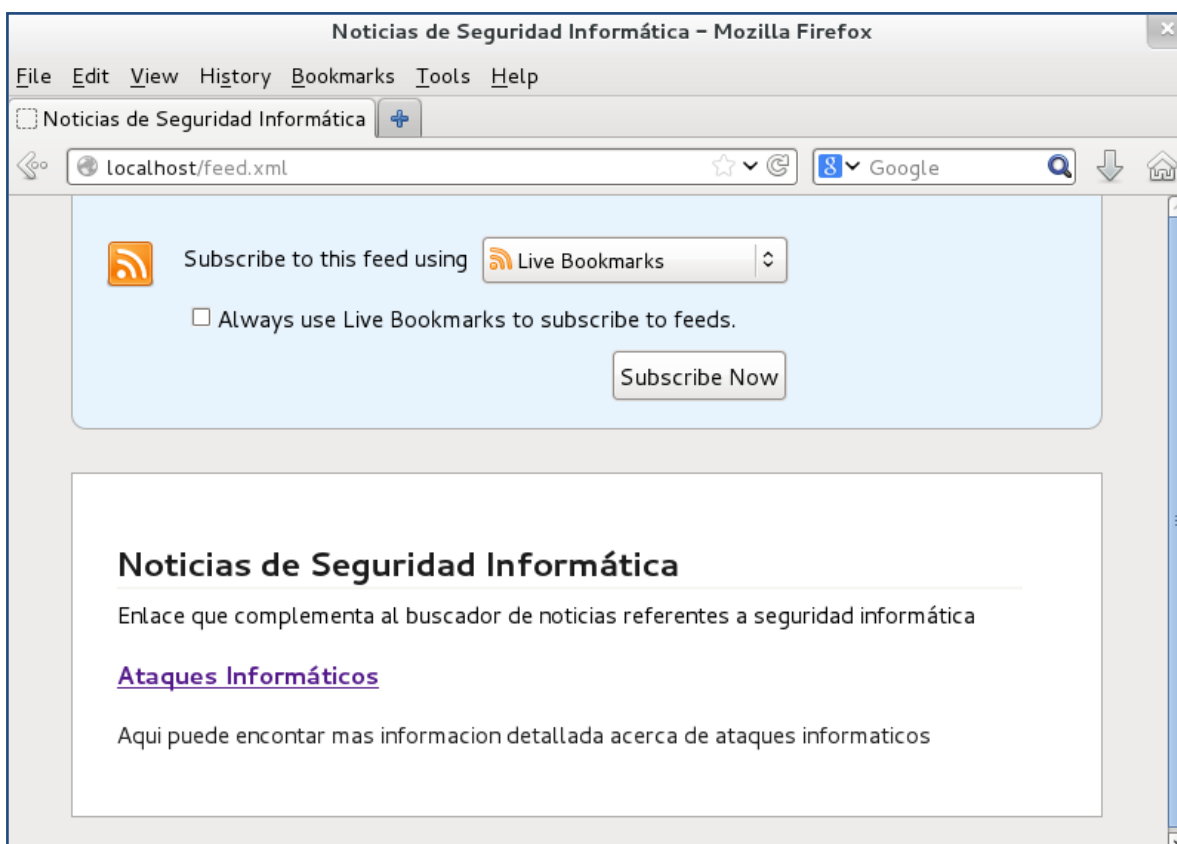 Noticias de Seguridad Informática - Mozilla Firefox
File Edit View History Bookmarks Tools Help
Noticias de Seguridad Informática
localhost/feed.xml
8 Google
Subscribe to this feed using Live Bookmarks
Always use Live Bookmarks to subscribe to feeds.
Subscribe Now
Noticias de Seguridad Informática
Enlace que complementa al buscador de noticias referentes a seguridad informática
Ataques Informáticos
Aqui puede encontar mas informacion detallada acerca de ataques informaticos